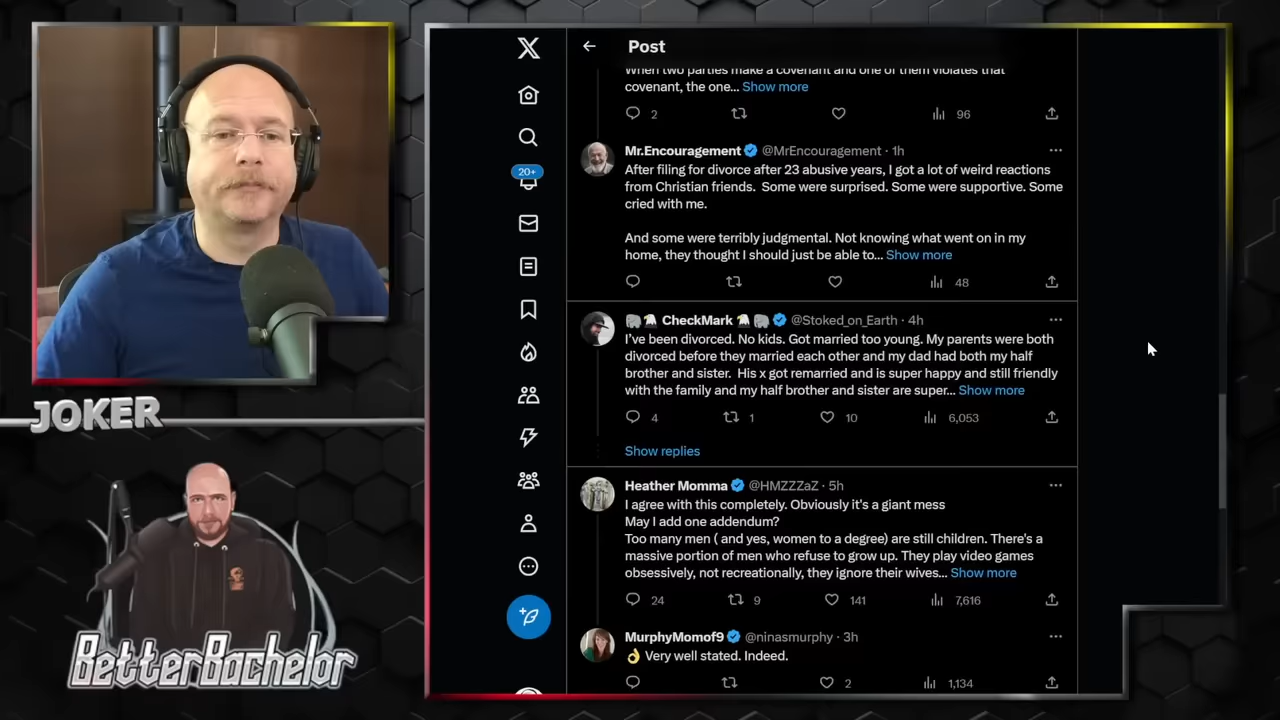 Post
When two parties make a covenant and one of them violates that
covenant, the one... Show more
2 96
Mr.Encouragement @MrEncouragement · 1h
After filing for divorce after 23 abusive years, I got a lot of weird reactions
from Christian friends. Some were surprised. Some were supportive. Some
cried with me.
And some were terribly judgmental. Not knowing what went on in my
home, they thought I should just be able to... Show more
48
CheckMark @Stoked_on_Earth · 4h
I've been divorced. No kids. Got married too young. My parents were both
divorced before they married each other and my dad had both my half
brother and sister. His x got remarried and is super happy and still friendly
with the family and my half brother and sister are super... Show more
4 1 10 6,053
Show replies
Heather Momma @HMZZZaZ · 5h
I agree with this completely. Obviously it's a giant mess
May I add one addendum?
Too many men ( and yes, women to a degree) are still children. There's a
massive portion of men who refuse to grow up. They play video games
obsessively, not recreationally, they ignore their wives... Show more
24 9 141 7,616
MurphyMomof9 @ninasmurphy · 3h
👌 Very well stated. Indeed.
2 1,134
20+
JOKER
BetterBachelor